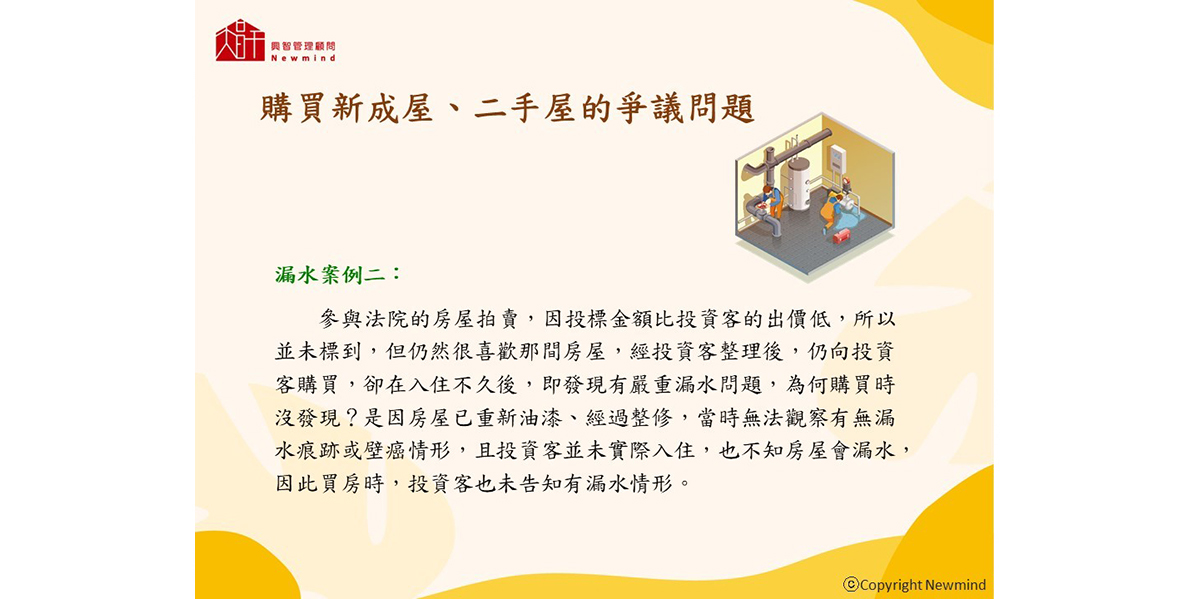 興智管理顧問
Newmind
購買新成屋、二手屋的爭議問題
漏水案例二：
參與法院的房屋拍賣，因投標金額比投資客的出價低，所以
並未標到，但仍然很喜歡那間房屋，經投資客整理後，仍向投資
客購買，卻在入住不久後，即發現有嚴重漏水問題，為何購買時
沒發現？是因房屋已重新油漆、經過整修，當時無法觀察有無漏
水痕跡或壁癌情形，且投資客並未實際入住，也不知房屋會漏水，
因此買房時，投資客也未告知有漏水情形。
ⓒCopyright Newmind